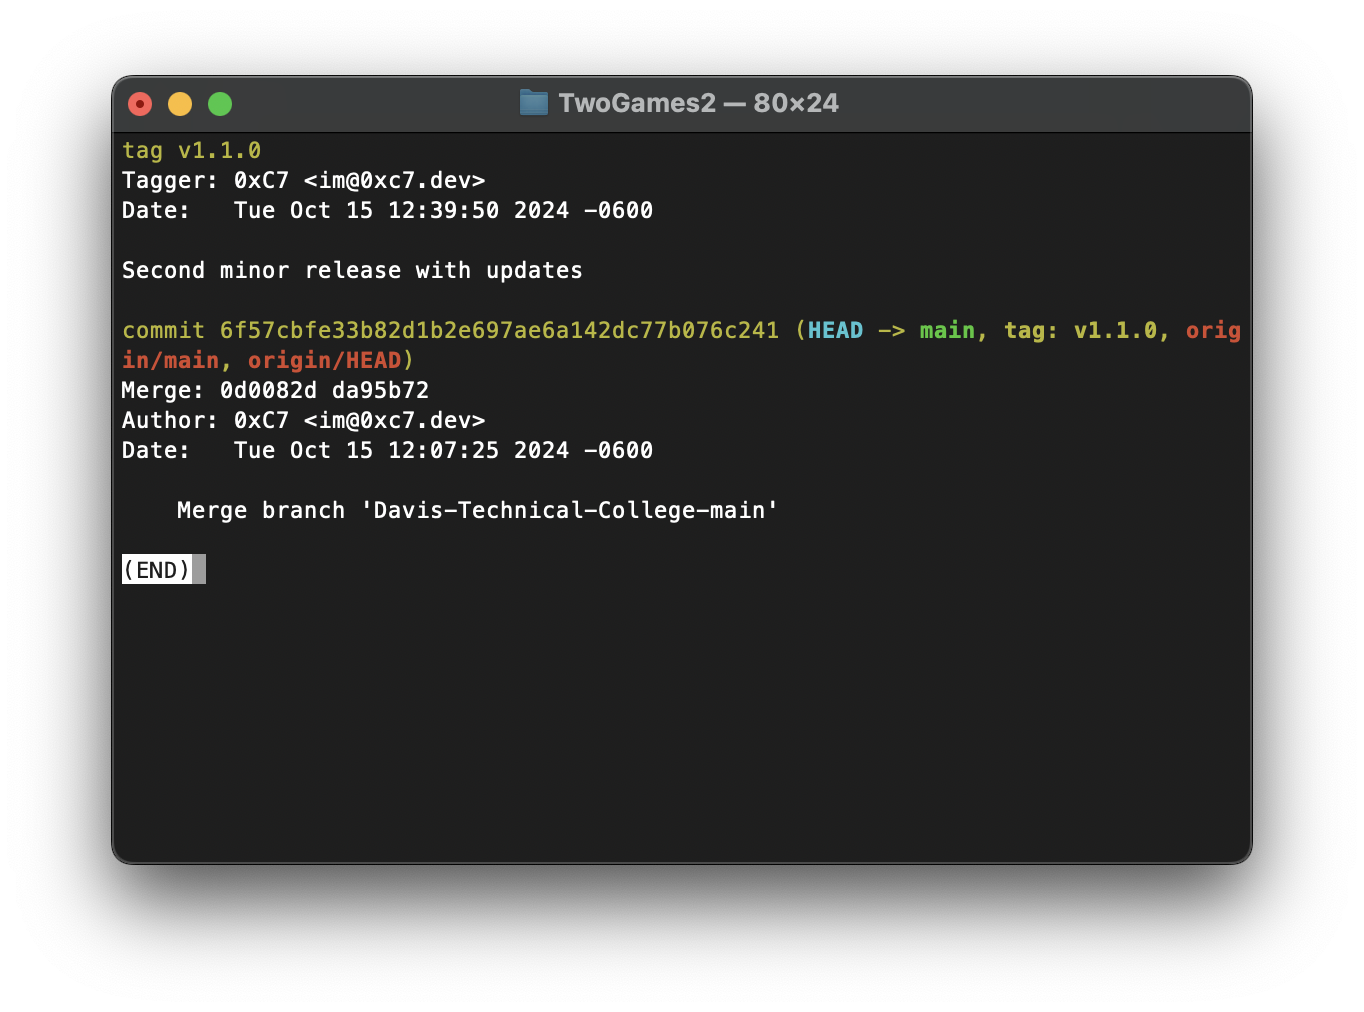 TwoGames2 — 80×24
tag v1.1.0
Tagger: 0xC7 <im@0xc7.dev>
Date:   Tue Oct 15 12:39:50 2024 -0600
Second minor release with updates
commit 6f57cbfe33b82d1b2e697ae6a142dc77b076c241 (HEAD -> main, tag: v1.1.0, orig
in/main, origin/HEAD)
Merge: 0d0082d da95b72
Author: 0xC7 <im@0xc7.dev>
Date:   Tue Oct 15 12:07:25 2024 -0600
    Merge branch 'Davis-Technical-College-main'
(END)